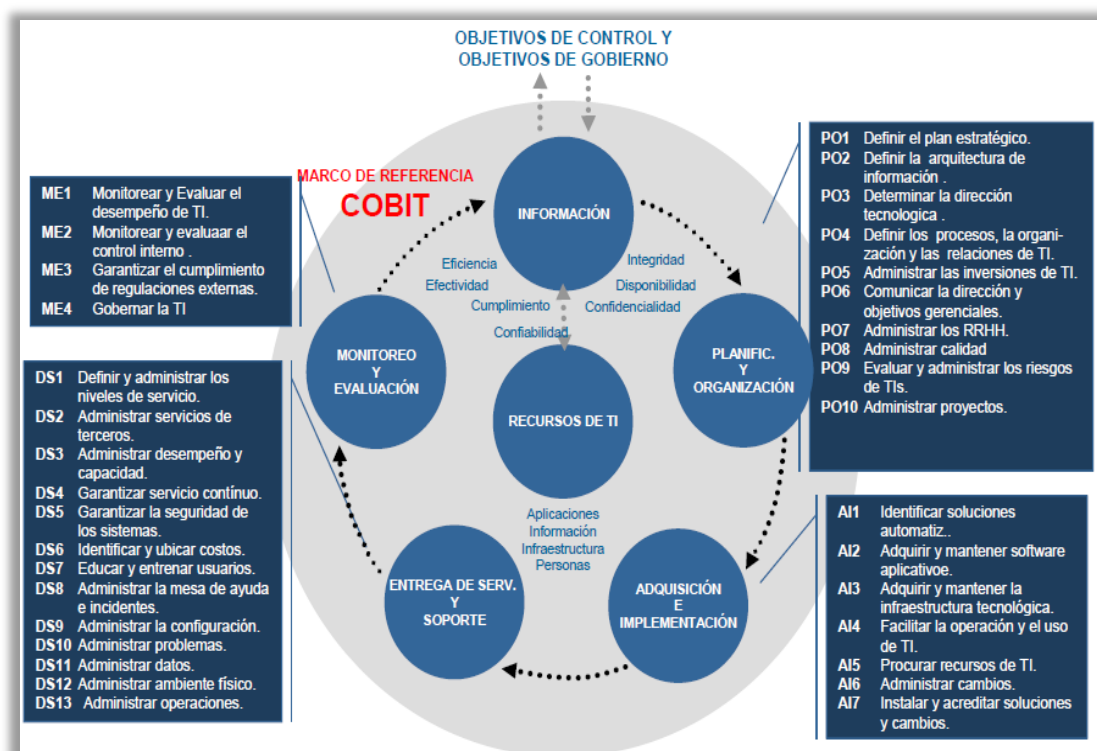 OBJETIVOS DE CONTROL Y
OBJETIVOS DE GOBIERNO
MARCO DE REFERENCIA
COBIT
INFORMACIÓN
Eficiencia
Efectividad
Cumplimiento
Confiabilidad
Integridad
Disponibilidad
Confidencialidad
MONITOREO
Y
EVALUACIÓN
RECURSOS DE TI
PLANIFIC.
Y
ORGANIZACIÓN
Aplicaciones
Información
Infraestructura
Personas
ENTREGA DE SERV.
Y
SOPORTE
ADQUISICIÓN
E
IMPLEMENTACIÓN
ME1 Monitorear y Evaluar el
desempeño de TI.
ME2 Monitorear y evaluaar el
control interno .
ME3 Garantizar el cumplimiento
de regulaciones externas.
ME4 Gobernar la TI
DS1 Definir y administrar los
niveles de servicio.
DS2 Administrar servicios de
terceros.
DS3 Administrar desempeño y
capacidad.
DS4 Garantizar servicio contínuo.
DS5 Garantizar la seguridad de
los sistemas.
DS6 Identificar y ubicar costos.
DS7 Educar y entrenar usuarios.
DS8 Administrar la mesa de ayuda
e incidentes.
DS9 Administrar la configuración.
DS10 Administrar problemas.
DS11 Administrar datos.
DS12 Administrar ambiente físico.
DS13 Administrar operaciones.
PO1 Definir el plan estratégico.
PO2 Definir la arquitectura de
información .
PO3 Determinar la dirección
tecnologica .
PO4 Definir los procesos, la organi-
zación y las relaciones de TI.
PO5 Administrar las inversiones de TI.
PO6 Comunicar la dirección y
objetivos gerenciales.
PO7 Administrar los RRHH.
PO8 Administrar calidad
PO9 Evaluar y administrar los riesgos
de TIs.
PO10 Administrar proyectos.
AI1 Identificar soluciones
automatiz..
AI2 Adquirir y mantener software
aplicativoe.
AI3 Adquirir y mantener la
infraestructura tecnológica.
AI4 Facilitar la operación y el uso
de TI.
AI5 Procurar recursos de TI.
AI6 Administrar cambios.
AI7 Instalar y acreditar soluciones
y cambios.